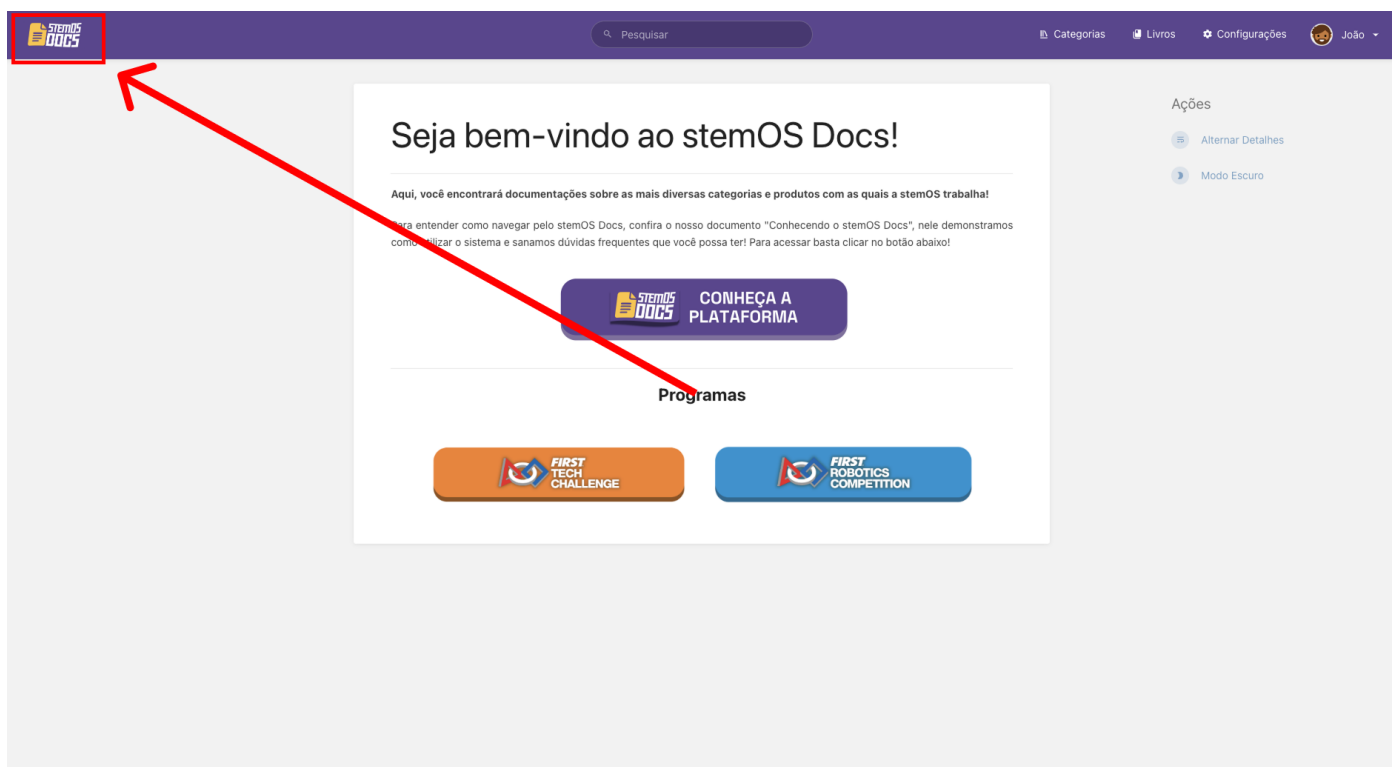 STEMOS
DOCS
Pesquisar
Categorias
Livros
Configurações
João
Seja bem-vindo ao stemOS Docs!
Aqui, você encontrará documentações sobre as mais diversas categorias e produtos com as quais a stemOS trabalha!
Para entender como navegar pelo stemOS Docs, confira o nosso documento "Conhecendo o stemOS Docs", nele demonstramos
como utilizar o sistema e sanamos dúvidas frequentes que você possa ter! Para acessar basta clicar no botão abaixo!
STEMOS
DOCS
CONHEÇA A
PLATAFORMA
Programas
FIRST
TECH
CHALLENGE
FIRST
ROBOTICS
COMPETITION
Ações
Alternar Detalhes
Modo Escuro